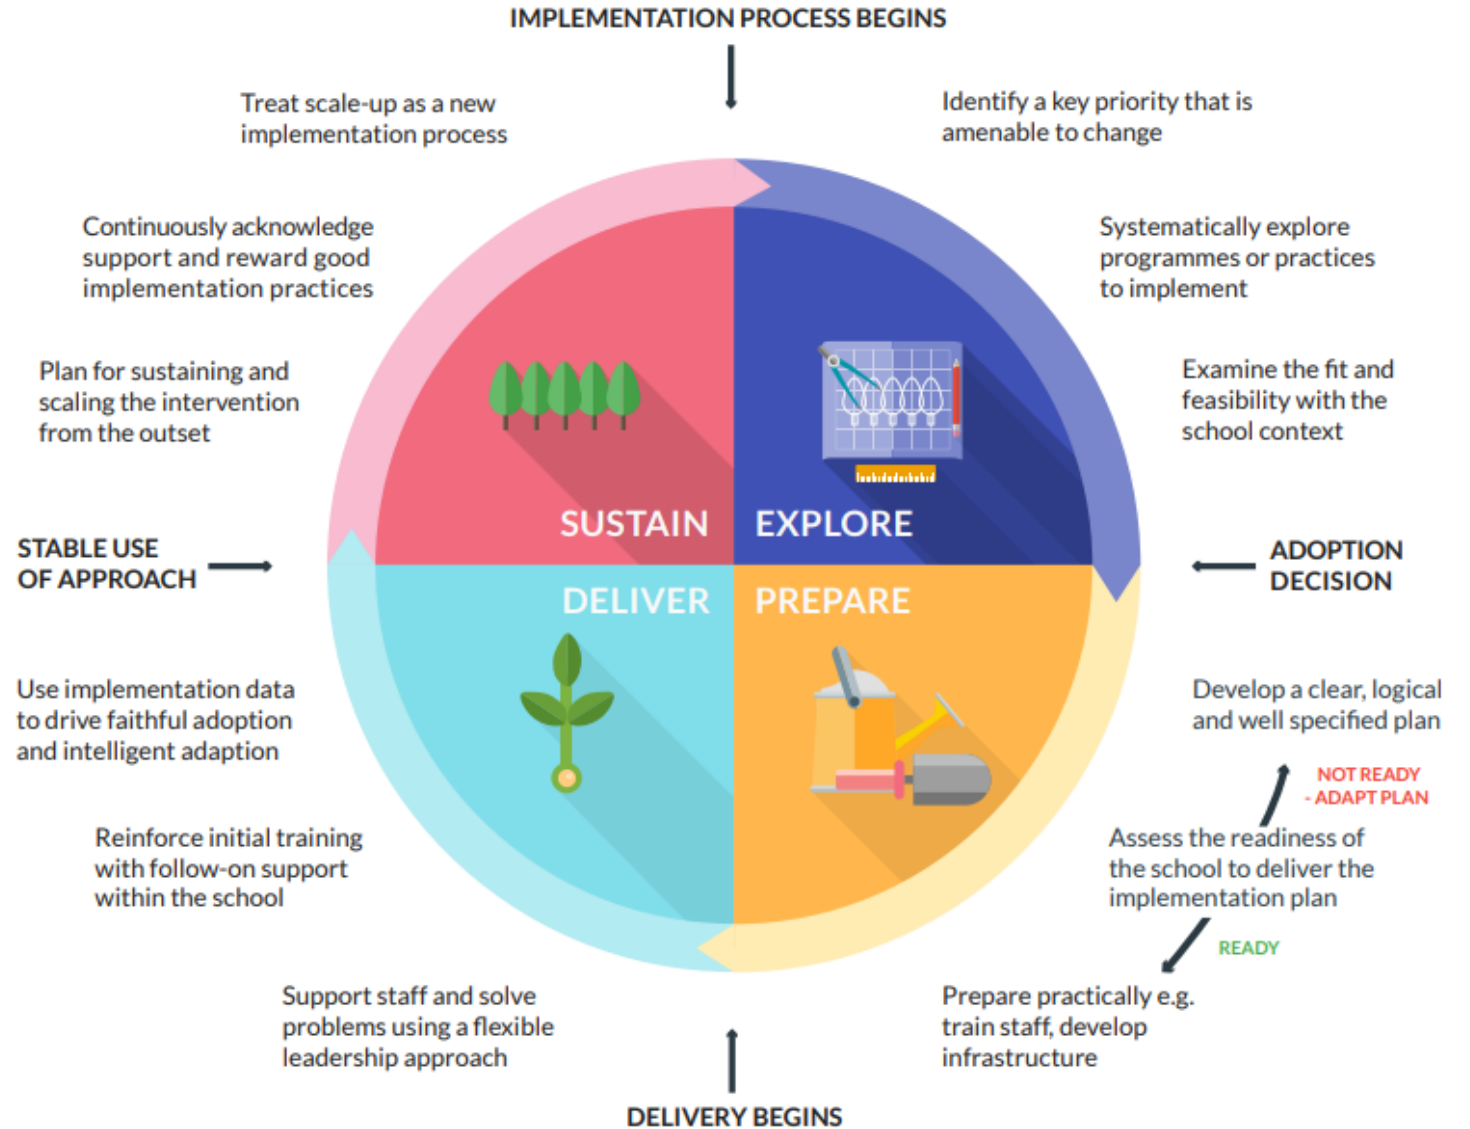 IMPLEMENTATION PROCESS BEGINS
Identify a key priority that is
amenable to change
Systematically explore
programmes or practices
to implement
Examine the fit and
feasibility with the
school context
EXPLORE
ADOPTION
DECISION
PREPARE
Develop a clear, logical
and well specified plan
NOT READY
- ADAPT PLAN
Assess the readiness of
the school to deliver the
implementation plan
READY
Prepare practically e.g.
train staff, develop
infrastructure
DELIVERY BEGINS
DELIVER
Support staff and solve
problems using a flexible
leadership approach
Reinforce initial training
with follow-on support
within the school
Use implementation data
to drive faithful adoption
and intelligent adaption
STABLE USE
OF APPROACH
SUSTAIN
Plan for sustaining and
scaling the intervention
from the outset
Continuously acknowledge
support and reward good
implementation practices
Treat scale-up as a new
implementation process